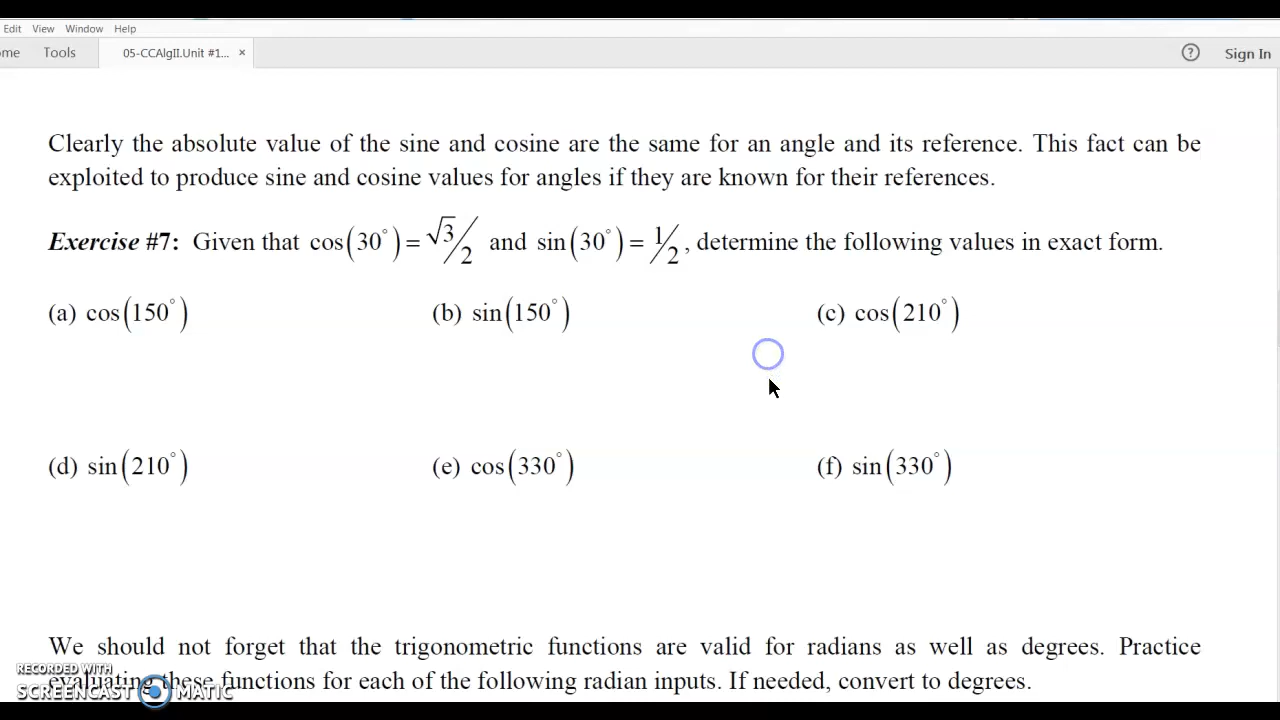 Edit View Window Help
ome Tools 05-CCAlgII.Unit #1... × ? Sign In
Clearly the absolute value of the sine and cosine are the same for an angle and its reference. This fact can be
exploited to produce sine and cosine values for angles if they are known for their references.
Exercise #7: Given that cos(30°) = √3/2 and sin(30°) = 1/2, determine the following values in exact form.
(a) cos(150°) (b) sin(150°) (c) cos(210°)
(d) sin(210°) (e) cos(330°) (f) sin(330°)
We should not forget that the trigonometric functions are valid for radians as well as degrees. Practice
evaluating these functions for each of the following radian inputs. If needed, convert to degrees.
RECORDED WITH
SCREENCAST MATIC